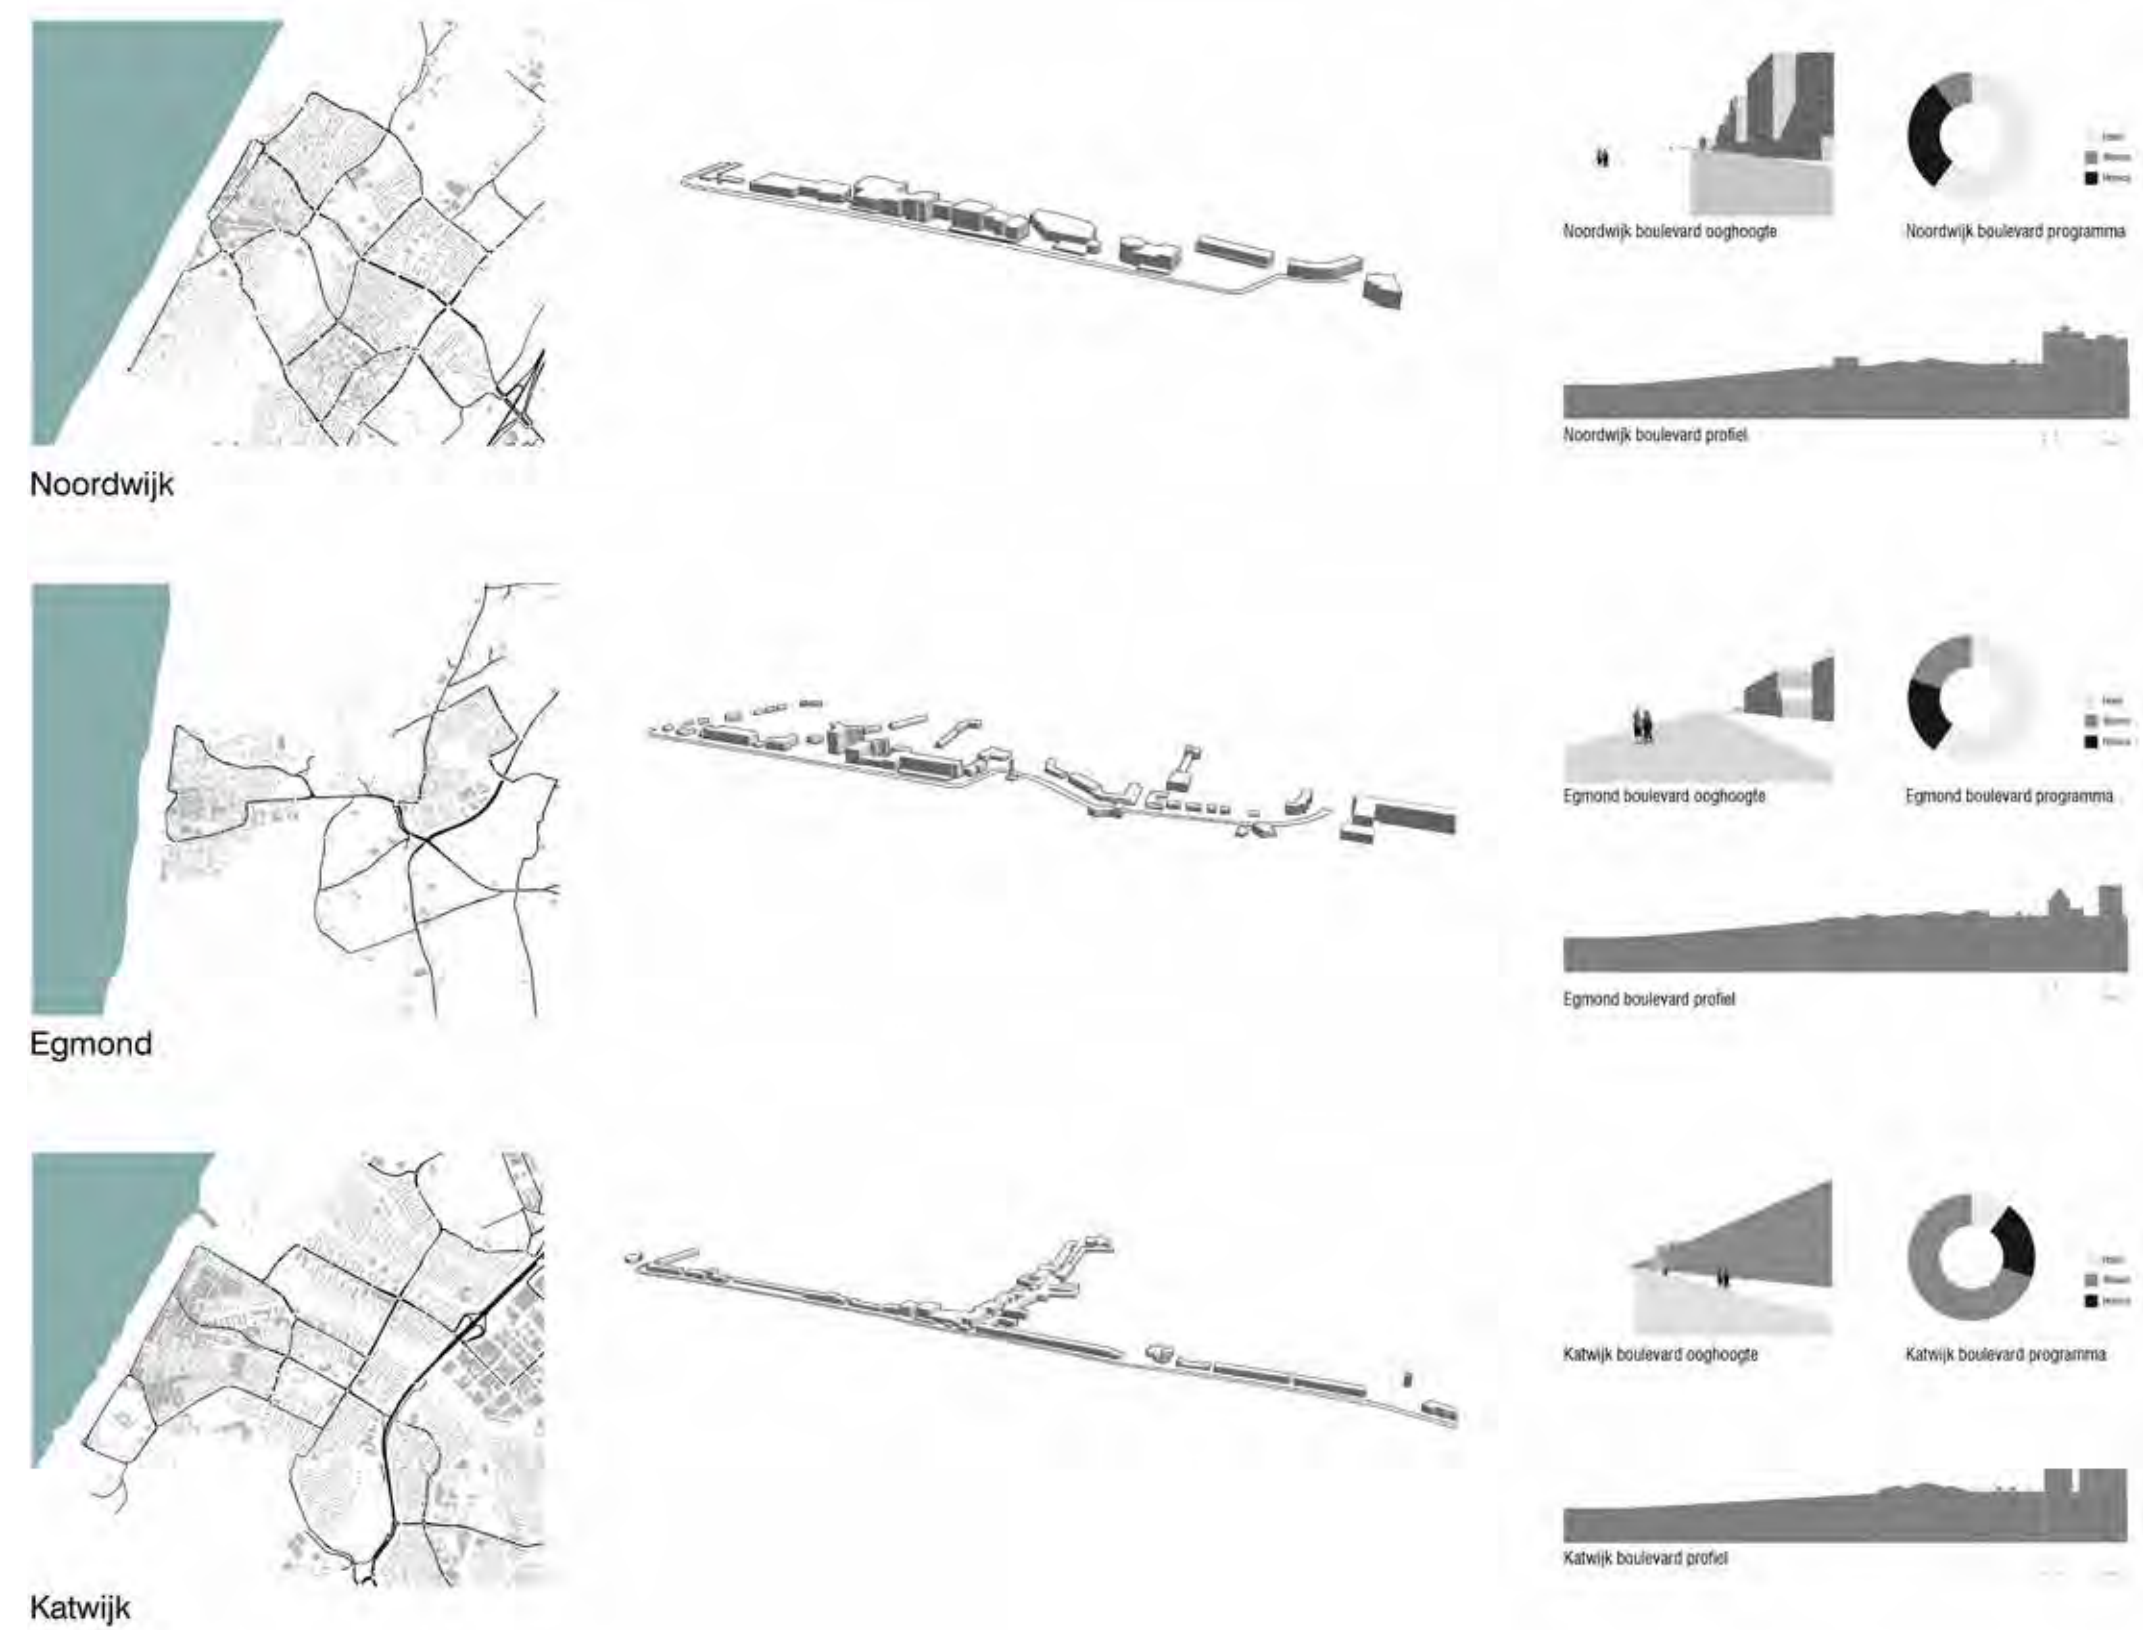 Noordwijk boulevard ooghoogte
Noordwijk boulevard programma
Noordwijk boulevard profiel
Noordwijk
Egmond boulevard ooghoogte
Egmond boulevard programma
Egmond boulevard profiel
Egmond
Katwijk boulevard ooghoogte
Katwijk boulevard programma
Katwijk boulevard profiel
Katwijk